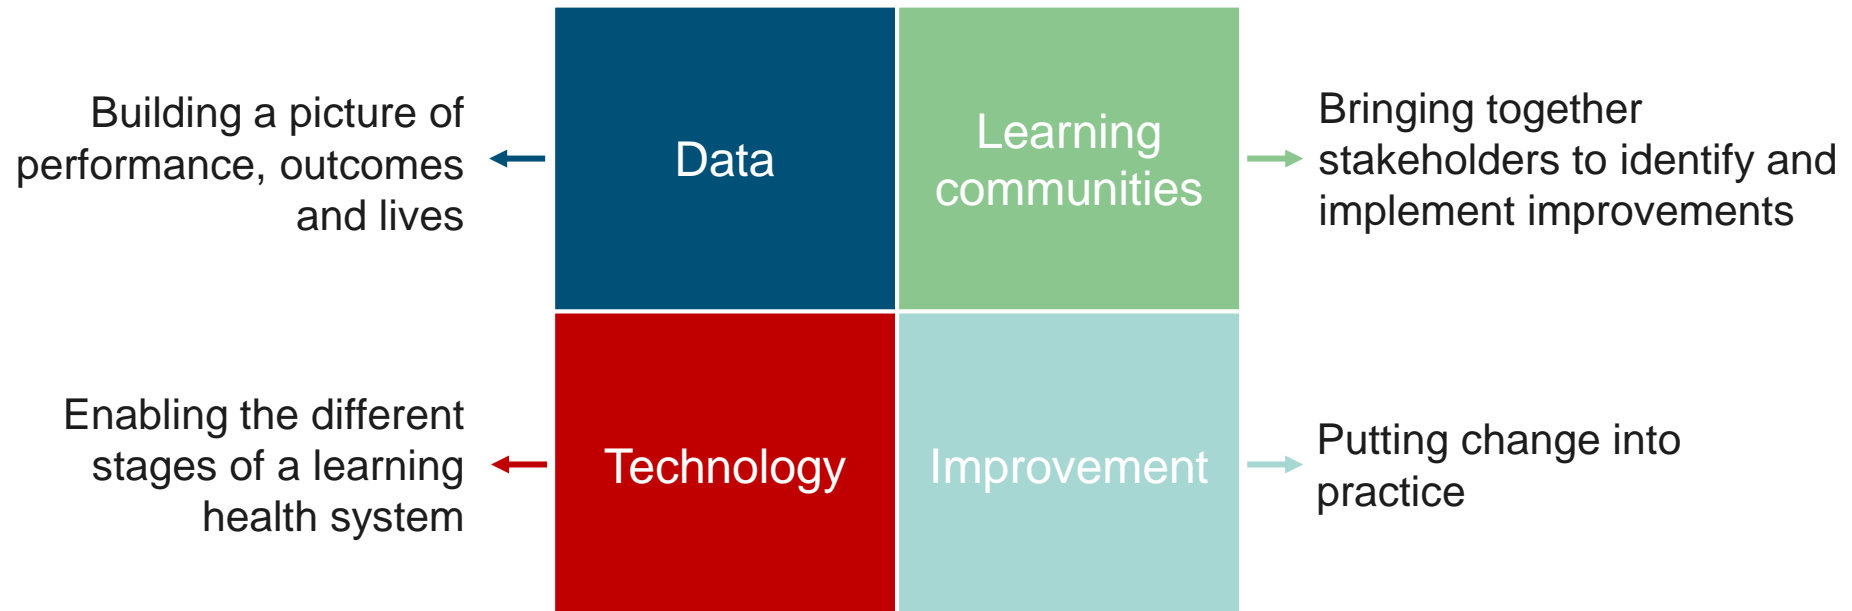 Building a picture of
performance, outcomes
and lives
Data
Learning
communities
Bringing together
stakeholders to identify and
implement improvements
Enabling the different
stages of a learning
health system
Technology
Improvement
Putting change into
practice